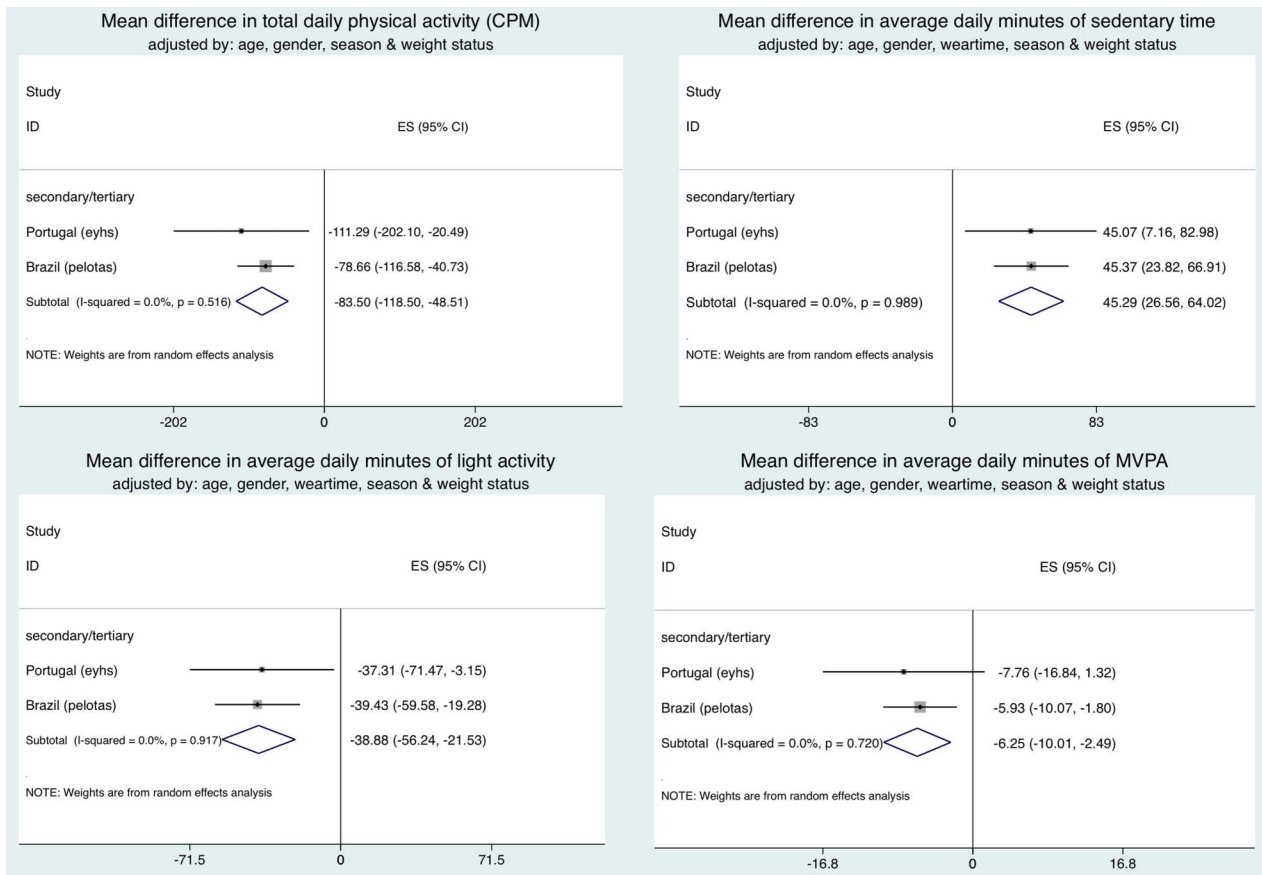 Mean difference in total daily physical activity (CPM)
adjusted by: age, gender, season & weight status
Study
ID ES (95% CI)
secondary/tertiary
Portugal (eyhs) -111.29 (-202.10, -20.49)
Brazil (pelotas) -78.66 (-116.58, -40.73)
Subtotal (I-squared = 0.0%, p = 0.516) -83.50 (-118.50, -48.51)
.
NOTE: Weights are from random effects analysis
-202 0 202
Mean difference in average daily minutes of sedentary time
adjusted by: age, gender, weartime, season & weight status
Study
ID ES (95% CI)
secondary/tertiary
Portugal (eyhs) 45.07 (7.16, 82.98)
Brazil (pelotas) 45.37 (23.82, 66.91)
Subtotal (I-squared = 0.0%, p = 0.989) 45.29 (26.56, 64.02)
.
NOTE: Weights are from random effects analysis
-83 0 83
Mean difference in average daily minutes of light activity
adjusted by: age, gender, weartime, season & weight status
Study
ID ES (95% CI)
secondary/tertiary
Portugal (eyhs) -37.31 (-71.47, -3.15)
Brazil (pelotas) -39.43 (-59.58, -19.28)
Subtotal (I-squared = 0.0%, p = 0.917) -38.88 (-56.24, -21.53)
.
NOTE: Weights are from random effects analysis
-71.5 0 71.5
Mean difference in average daily minutes of MVPA
adjusted by: age, gender, weartime, season & weight status
Study
ID ES (95% CI)
secondary/tertiary
Portugal (eyhs) -7.76 (-16.84, 1.32)
Brazil (pelotas) -5.93 (-10.07, -1.80)
Subtotal (I-squared = 0.0%, p = 0.720) -6.25 (-10.01, -2.49)
.
NOTE: Weights are from random effects analysis
-16.8 0 16.8